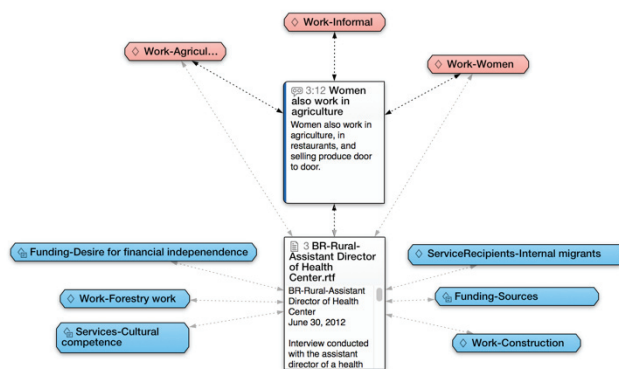 Work-Informal
Work-Agricul...
Work-Women
3:12 Women
also work in
agriculture
Women also work in
agriculture, in
restaurants, and
selling produce door
to door.
Funding-Desire for financial indepenendence
Work-Forestry work
Services-Cultural
competence
3 BR-Rural-
Assistant Director
of Health
Center.rtf
BR-Rural-Assistant
Director of Health
Center
June 30, 2012
Interview conducted
with the assistant
director of a health
ServiceRecipients-Internal migrants
Funding-Sources
Work-Construction